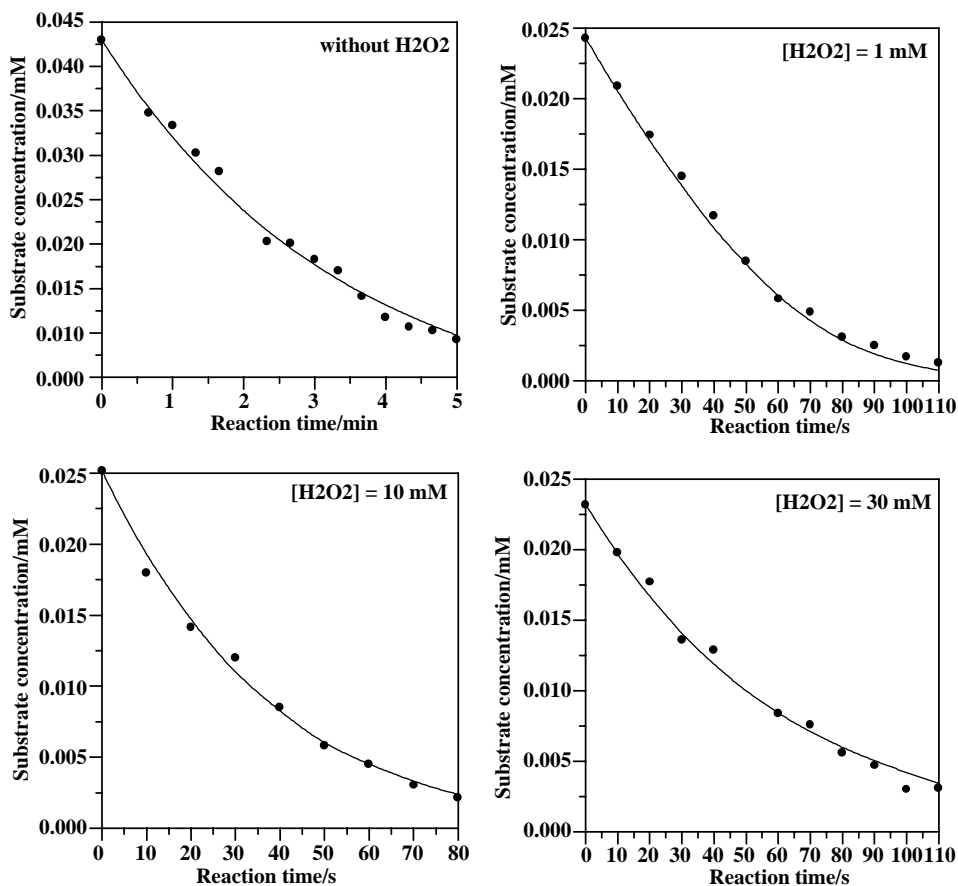 without H2O2
Substrate concentration/mM
0.045
0.040
0.035
0.030
0.025
0.020
0.015
0.010
0.000
0 1 2 3 4 5
Reaction time/min
[H2O2] = 1 mM
Substrate concentration/mM
0.025
0.020
0.015
0.010
0.005
0.000
0 10 20 30 40 50 60 70 80 90 100 110
Reaction time/s
[H2O2] = 10 mM
Substrate concentration/mM
0.025
0.020
0.015
0.010
0.005
0.000
0 10 20 30 40 50 60 70 80
Reaction time/s
[H2O2] = 30 mM
Substrate concentration/mM
0.025
0.020
0.015
0.010
0.005
0.000
0 10 20 30 40 50 60 70 80 90 100 110
Reaction time/s